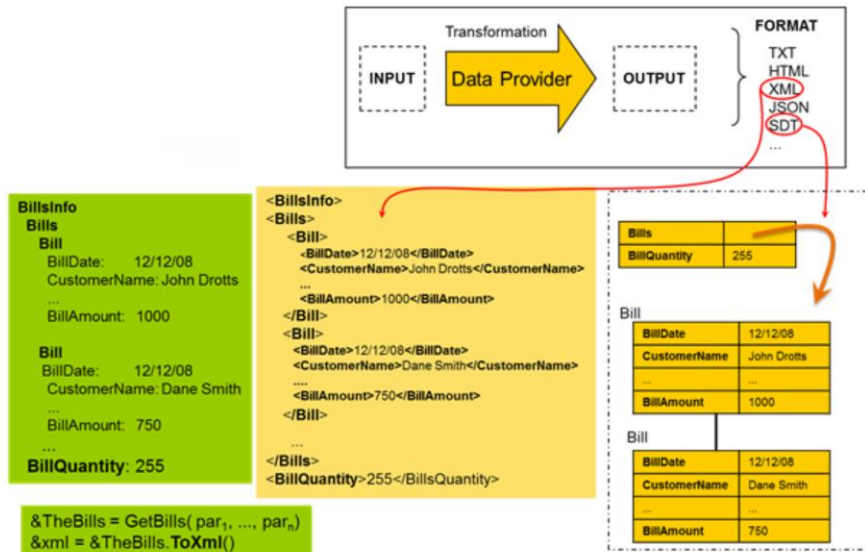 Transformation
INPUT
Data Provider
OUTPUT
FORMAT
TXT
HTML
XML
JSON
SDT
...
BillsInfo
Bills
Bill
BillDate: 12/12/08
CustomerName: John Drotts
...
BillAmount: 1000
Bill
BillDate: 12/12/08
CustomerName: Dane Smith
...
BillAmount: 750
...
BillQuantity: 255
<BillsInfo>
<Bills>
<Bill>
<BillDate>12/12/08</BillDate>
<CustomerName>John Drotts</CustomerName>
...
<BillAmount>1000</BillAmount>
</Bill>
<Bill>
<BillDate>12/12/08</BillDate>
<CustomerName>Dane Smith</CustomerName>
....
<BillAmount>750</BillAmount>
</Bill>
...
</Bills>
<BillQuantity>255</BillsQuantity>
Bills
BillQuantity 255
Bill
BillDate 12/12/08
CustomerName John Drotts
... ...
BillAmount 1000
Bill
BillDate 12/12/08
CustomerName Dane Smith
... ...
BillAmount 750
&TheBills = GetBills( par1, ..., parn)
&xml = &TheBills.ToXml()